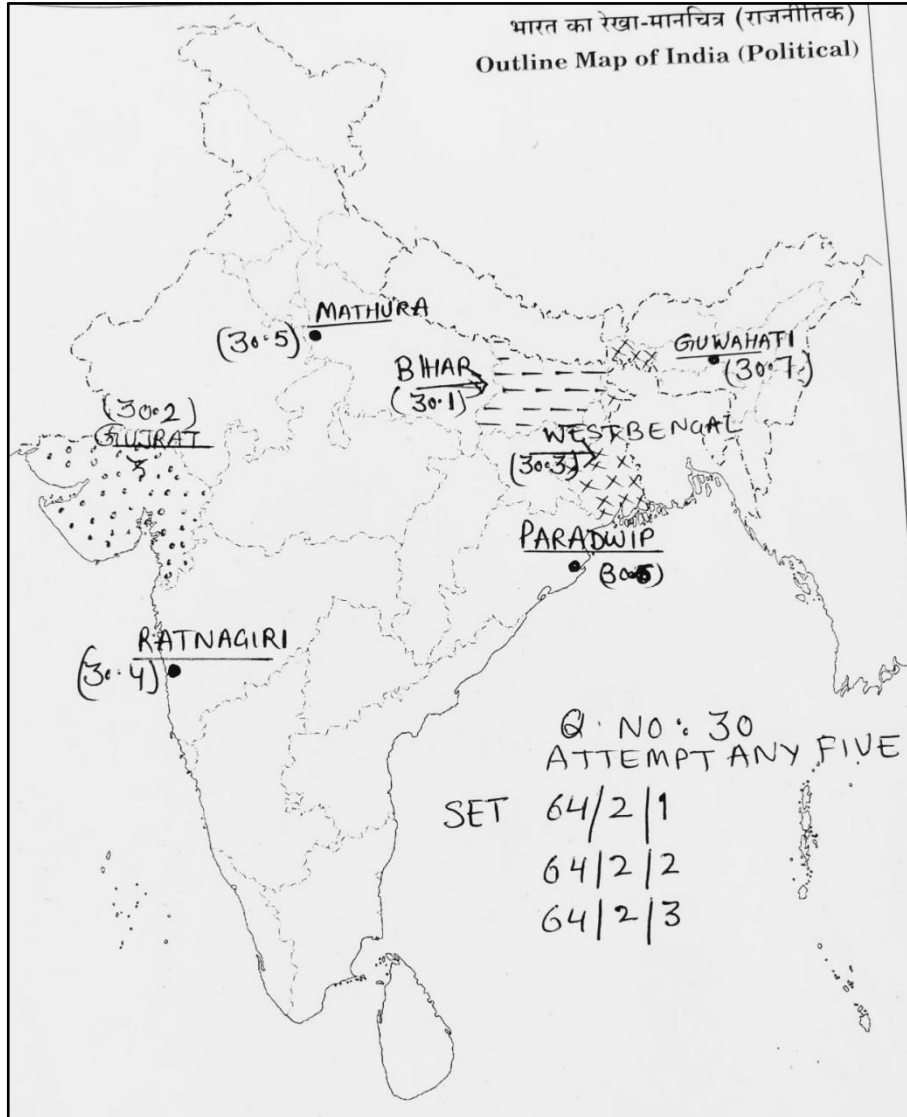 भारत का रेखा-मानचित्र (राजनीतिक)
Outline Map of India (Political)
MATHURA
(30.5)
GUWAHATI
(30.7)
BIHAR
(30.1)
(30.2)
GUJRAT
WESTBENGAL
(30.3)
PARADWIP
RATNAGIRI
(30.4)
Q. NO: 30
ATTEMPT ANY FIVE
SET 64/2/1
64/2/2
64/2/3